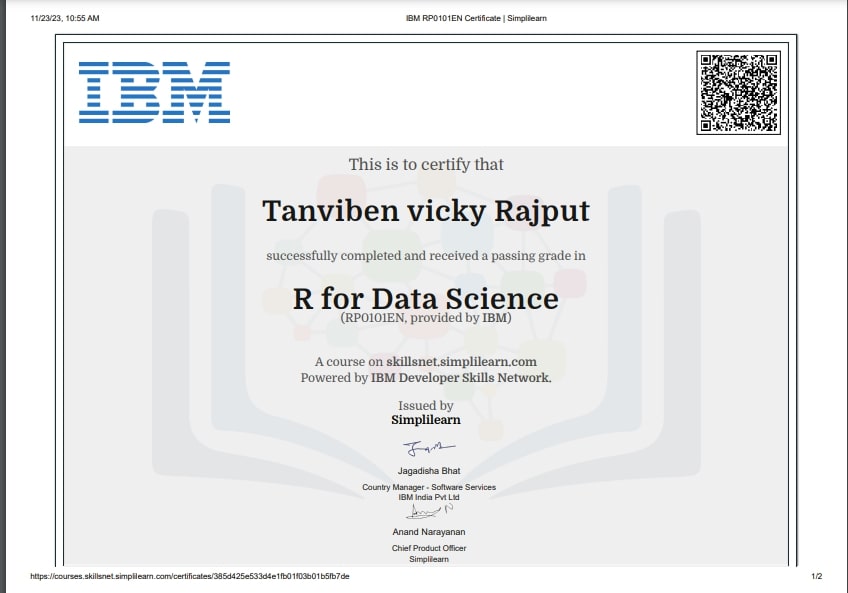 11/23/23, 10:55 AM
IBM RP0101EN Certificate | Simplilearn
IBM
This is to certify that
Tanviben vicky Rajput
successfully completed and received a passing grade in
R for Data Science
(RP0101EN, provided by IBM)
A course on skillsnet.simplilearn.com
Powered by IBM Developer Skills Network.
Issued by
Simplilearn
Jagadisha Bhat
Country Manager - Software Services
IBM India Pvt Ltd
Anand Narayanan
Chief Product Officer
Simplilearn
https://courses.skillsnet.simplilearn.com/certificates/385d425e533d4e1fb01f03b01b5fb7de
1/2